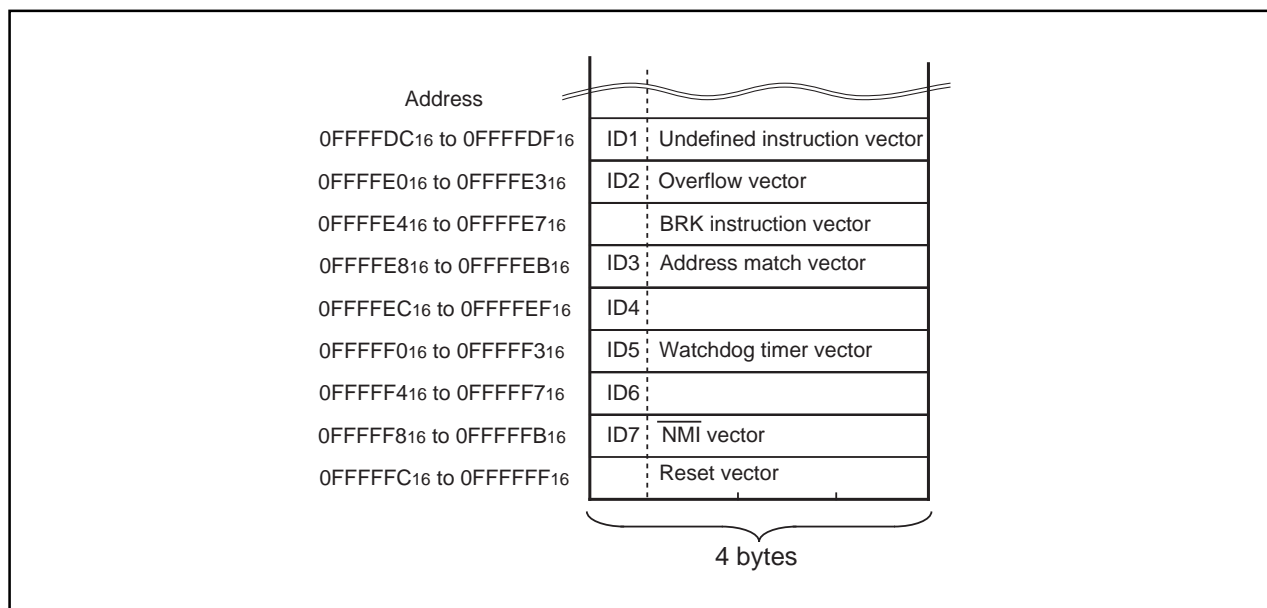 Address
0FFFFDC16 to 0FFFFDF16 ID1 Undefined instruction vector
0FFFFE016 to 0FFFFE316 ID2 Overflow vector
0FFFFE416 to 0FFFFE716 BRK instruction vector
0FFFFE816 to 0FFFFEB16 ID3 Address match vector
0FFFFEC16 to 0FFFFEF16 ID4
0FFFFF016 to 0FFFFF316 ID5 Watchdog timer vector
0FFFFF416 to 0FFFFF716 ID6
0FFFFF816 to 0FFFFFB16 ID7 NMI vector
0FFFFFC16 to 0FFFFFF16 Reset vector
4 bytes